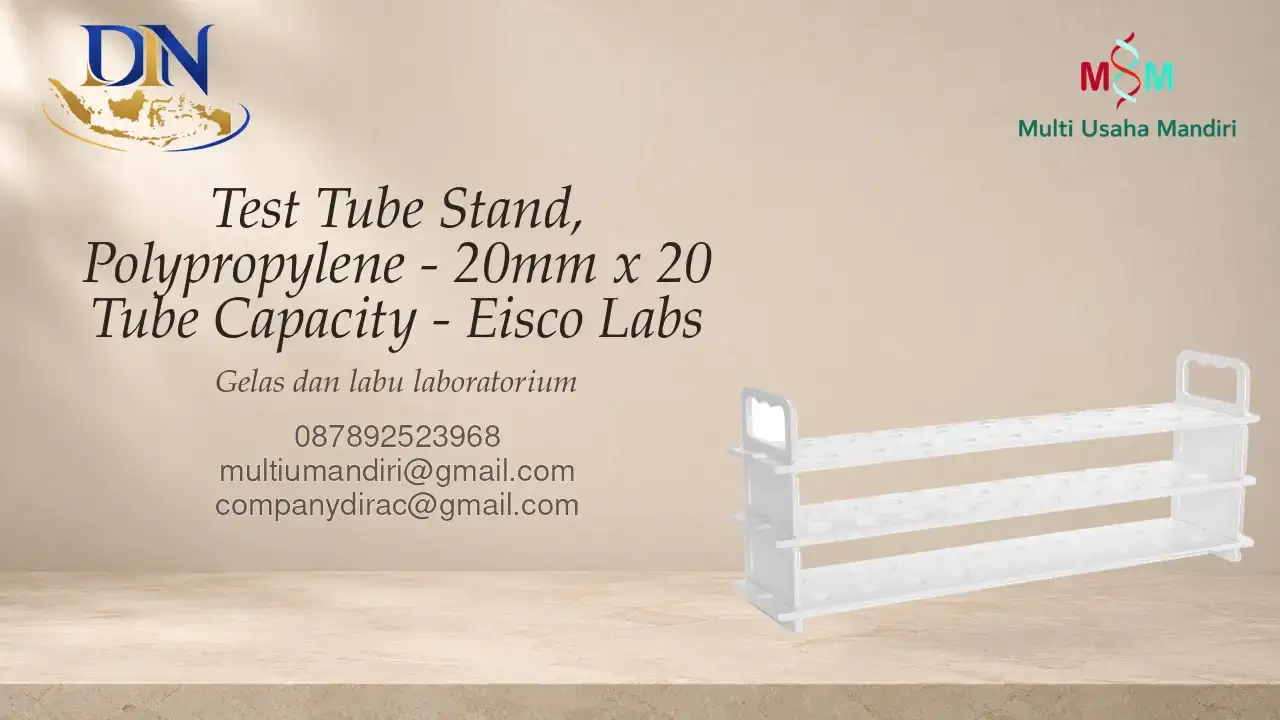 DN
MSM
Multi Usaha Mandiri
Test Tube Stand,
Polypropylene - 20mm x 20
Tube Capacity - Eisco Labs
Gelas dan labu laboratorium
087892523968
multiumandiri@gmail.com
companydirac@gmail.com